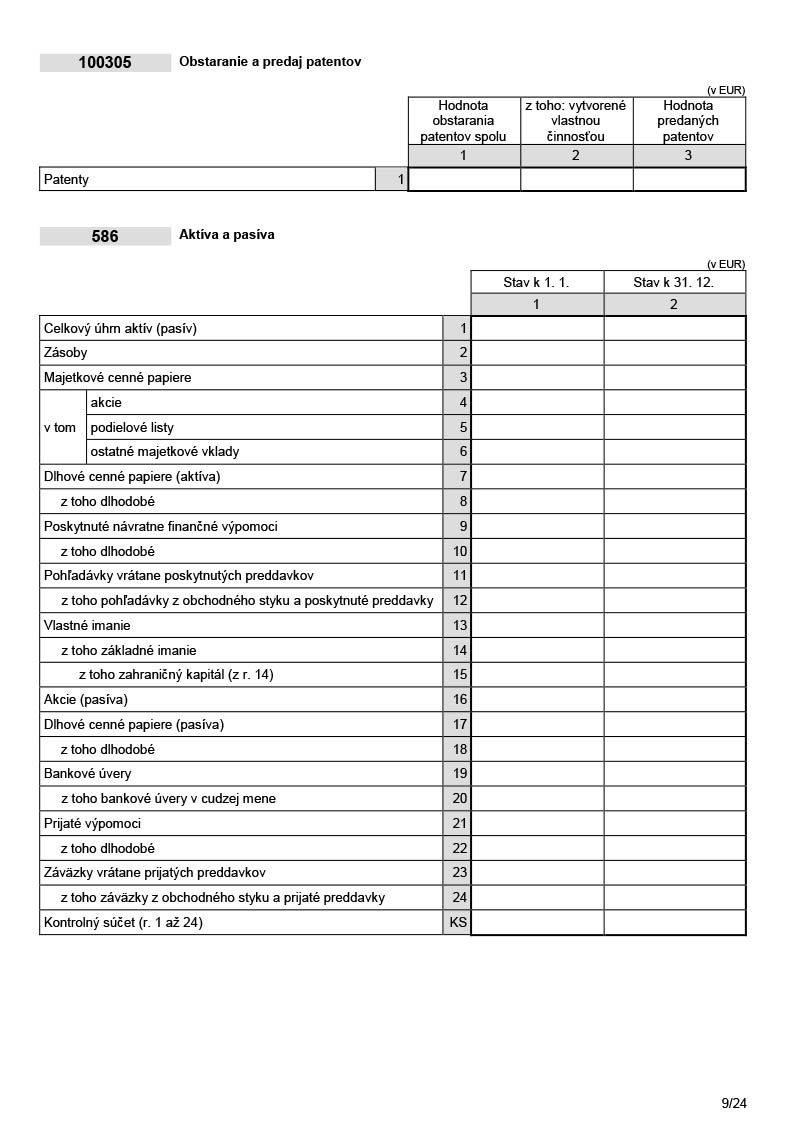 100305 Obstaranie a predaj patentov
(v EUR)
Hodnota obstarania patentov spolu z toho: vytvorené vlastnou činnosťou Hodnota predaných patentov
1 2 3
Patenty 1
586 Aktíva a pasíva
(v EUR)
Stav k 1. 1. Stav k 31. 12.
1 2
Celkový úhrn aktív (pasív) 1
Zásoby 2
Majetkové cenné papiere 3
v tom
akcie 4
podielové listy 5
ostatné majetkové vklady 6
Dlhové cenné papiere (aktíva) 7
z toho dlhodobé 8
Poskytnuté návratne finančné výpomoci 9
z toho dlhodobé 10
Pohľadávky vrátane poskytnutých preddavkov 11
z toho pohľadávky z obchodného styku a poskytnuté preddavky 12
Vlastné imanie 13
z toho základné imanie 14
z toho zahraničný kapitál (z r. 14) 15
Akcie (pasíva) 16
Dlhové cenné papiere (pasíva) 17
z toho dlhodobé 18
Bankové úvery 19
z toho bankové úvery v cudzej mene 20
Prijaté výpomoci 21
z toho dlhodobé 22
Záväzky vrátane prijatých preddavkov 23
z toho záväzky z obchodného styku a prijaté preddavky 24
Kontrolný súčet (r. 1 až 24) KS
9/24